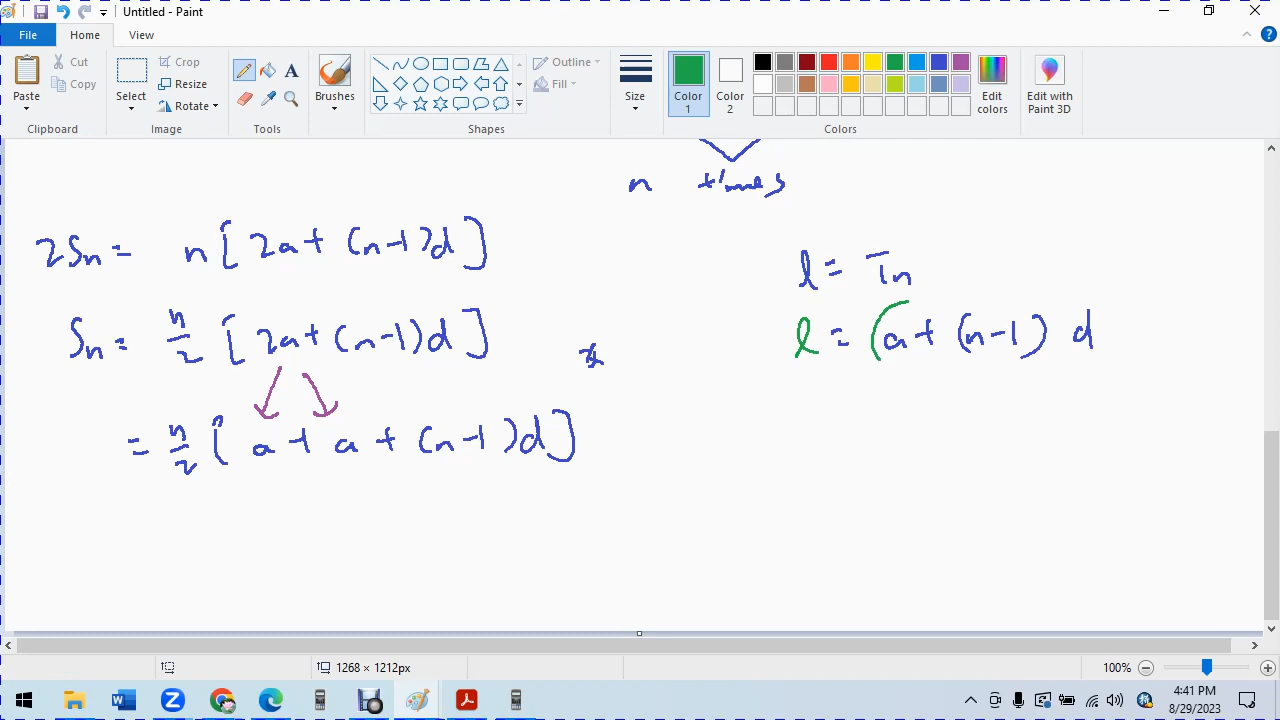 Untitled - Paint
File Home View
Paste Cut Copy Clipboard
Select Crop Resize Rotate Image
Tools
Brushes
Outline Fill Shapes
Size
Color 1 Color 2 Edit colors Colors
Edit with Paint 3D
n times
2Sn = n[2a + (n-1)d]
l = Tn
Sn = n/2 [2a + (n-1)d] *
l = (a + (n-1) d
= n/2 [a + a + (n-1)d]
1268 × 1212px 100%
4:41 PM
8/29/2023